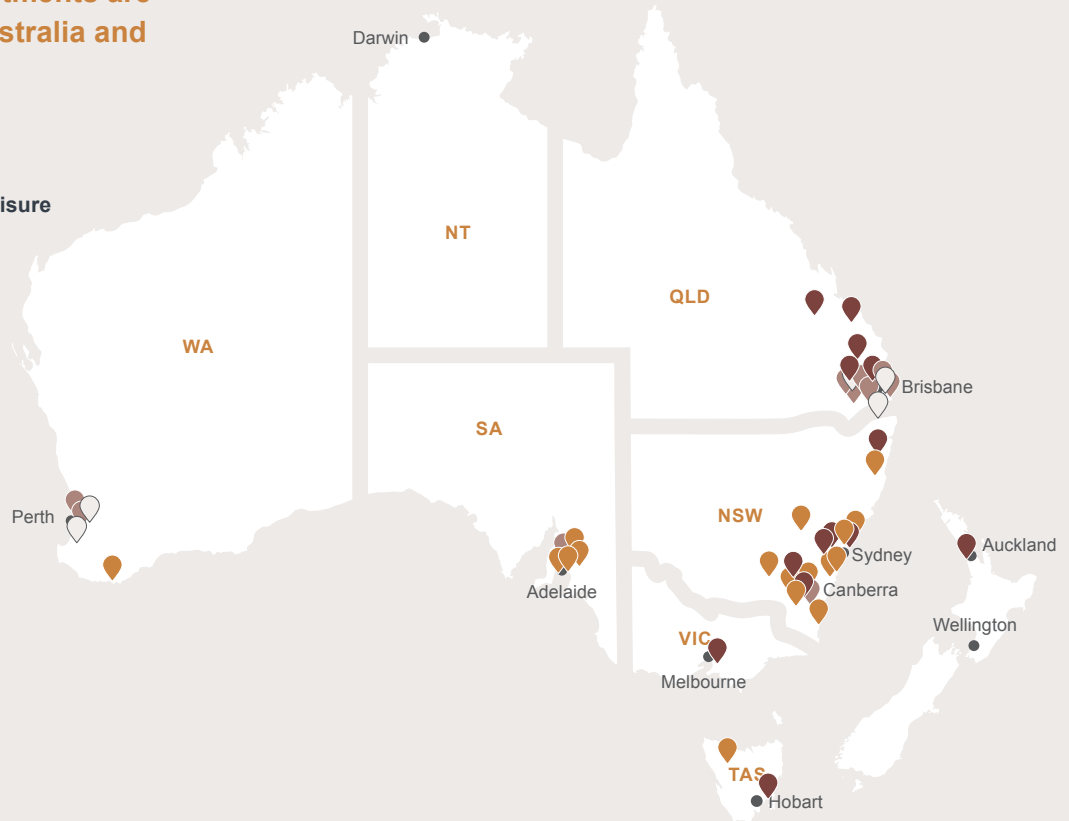 stralia and
Darwin
isure
NT
QLD
WA
Brisbane
SA
NSW
Perth
Auckland
Sydney
Adelaide
Canberra
Wellington
VIC
Melbourne
TAS
Hobart